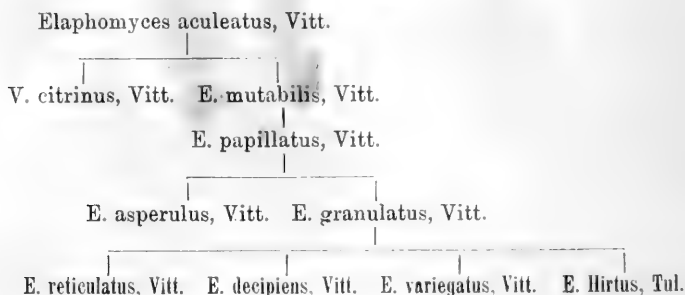 Elaphomyces aculeatus, Vitt.
V. citrinus, Vitt. E. mutabilis, Vitt.
E. papillatus, Vitt.
E. asperulus, Vitt. E. granulatus, Vitt.
E. reticulatus, Vitt. E. decipiens, Vitt. E. variegatus, Vitt. E. Hirtus, Tul.